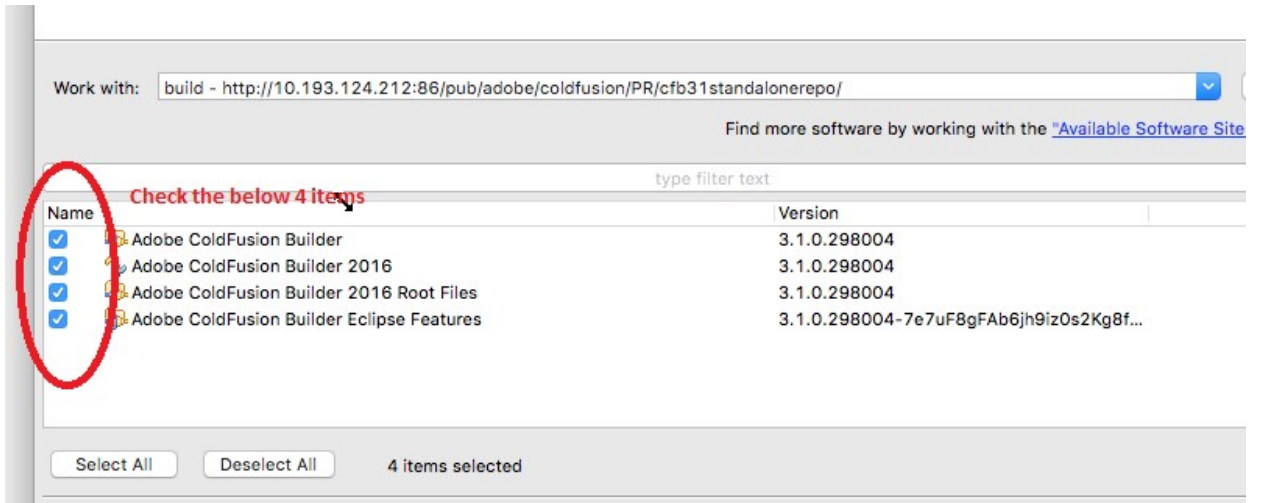 Work with: build - http://10.193.124.212:86/pub/adobe/coldfusion/PR/cfb31standalonerepo/
Find more software by working with the "Available Software Site
type filter text
Check the below 4 items
Name Version
Adobe ColdFusion Builder 3.1.0.298004
Adobe ColdFusion Builder 2016 3.1.0.298004
Adobe ColdFusion Builder 2016 Root Files 3.1.0.298004
Adobe ColdFusion Builder Eclipse Features 3.1.0.298004-7e7uF8gFAb6jh9iz0s2Kg8f...
Select All Deselect All 4 items selected